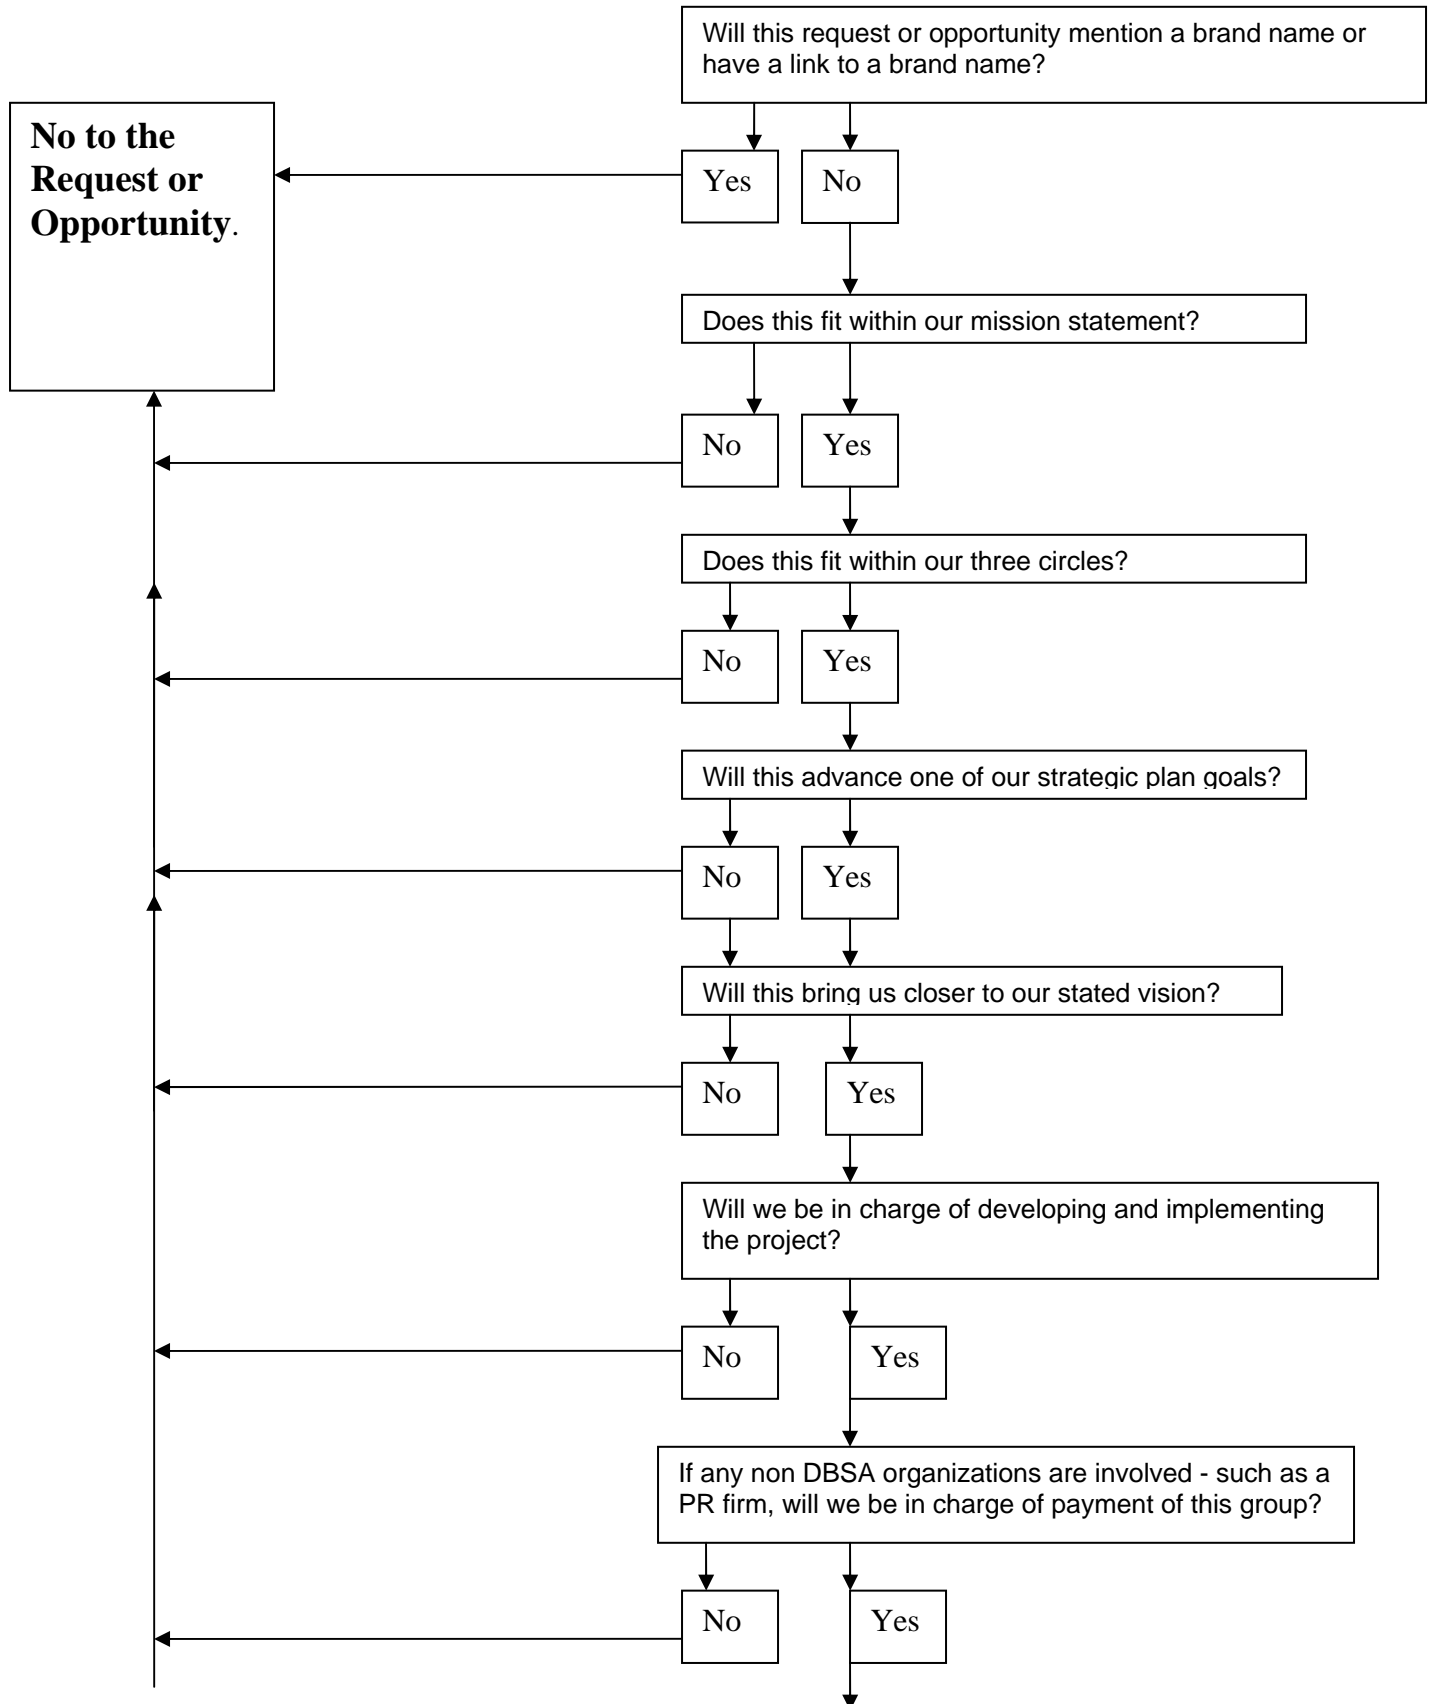 Will this request or opportunity mention a brand name or
have a link to a brand name?
No to the
Request or
Opportunity.
Yes
No
Does this fit within our mission statement?
No
Yes
Does this fit within our three circles?
No
Yes
Will this advance one of our strategic plan goals?
No
Yes
Will this bring us closer to our stated vision?
No
Yes
Will we be in charge of developing and implementing
the project?
No
Yes
If any non DBSA organizations are involved - such as a
PR firm, will we be in charge of payment of this group?
No
Yes